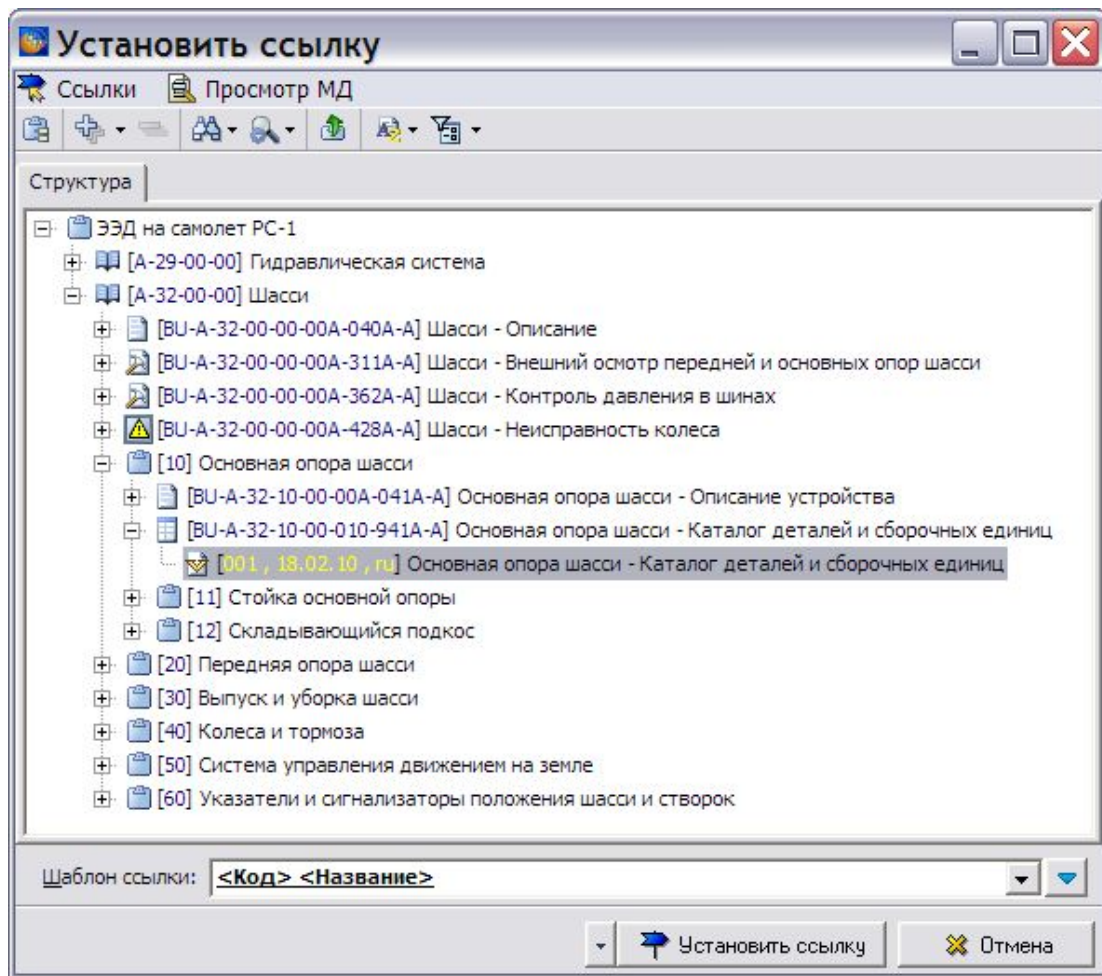 Установить ссылку
Ссылки Просмотр МД
Структура
ЭЭД на самолет РС-1
[A-29-00-00] Гидравлическая система
[A-32-00-00] Шасси
[BU-A-32-00-00-00A-040A-A] Шасси - Описание
[BU-A-32-00-00-00A-311A-A] Шасси - Внешний осмотр передней и основных опор шасси
[BU-A-32-00-00-00A-362A-A] Шасси - Контроль давления в шинах
[BU-A-32-00-00-00A-428A-A] Шасси - Неисправность колеса
[10] Основная опора шасси
[BU-A-32-10-00-00A-041A-A] Основная опора шасси - Описание устройства
[BU-A-32-10-00-010-941A-A] Основная опора шасси - Каталог деталей и сборочных единиц
[001 , 18.02.10 , ru] Основная опора шасси - Каталог деталей и сборочных единиц
[11] Стойка основной опоры
[12] Складывающийся подкос
[20] Передняя опора шасси
[30] Выпуск и уборка шасси
[40] Колеса и тормоза
[50] Система управления движением на земле
[60] Указатели и сигнализаторы положения шасси и створок
Шаблон ссылки: <Код> <Название>
Установить ссылку Отмена